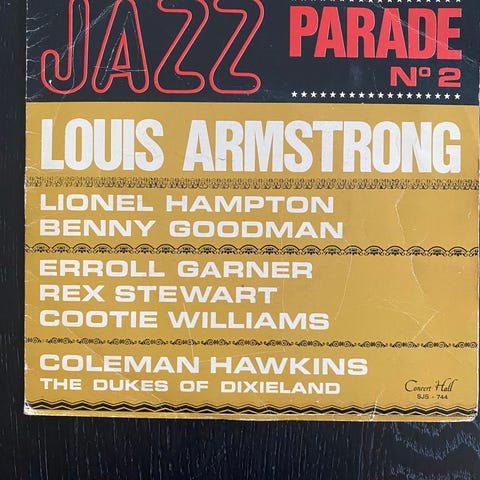 JAZZ PARADE
Nº 2
LOUIS ARMSTRONG
LIONEL HAMPTON
BENNY GOODMAN
ERROLL GARNER
REX STEWART
COOTIE WILLIAMS
COLEMAN HAWKINS
THE DUKES OF DIXIELAND
Concert Hall
SJS - 744